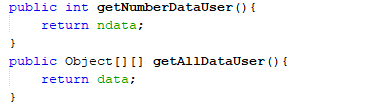 public int getNumberDataUser(){
    return ndata;
}
public Object[][] getAllDataUser(){
    return data;
}